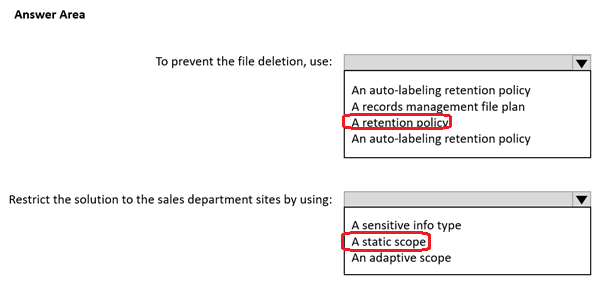 Answer Area
To prevent the file deletion, use:
An auto-labeling retention policy
A records management file plan
A retention policy
An auto-labeling retention policy
Restrict the solution to the sales department sites by using:
A sensitive info type
A static scope
An adaptive scope